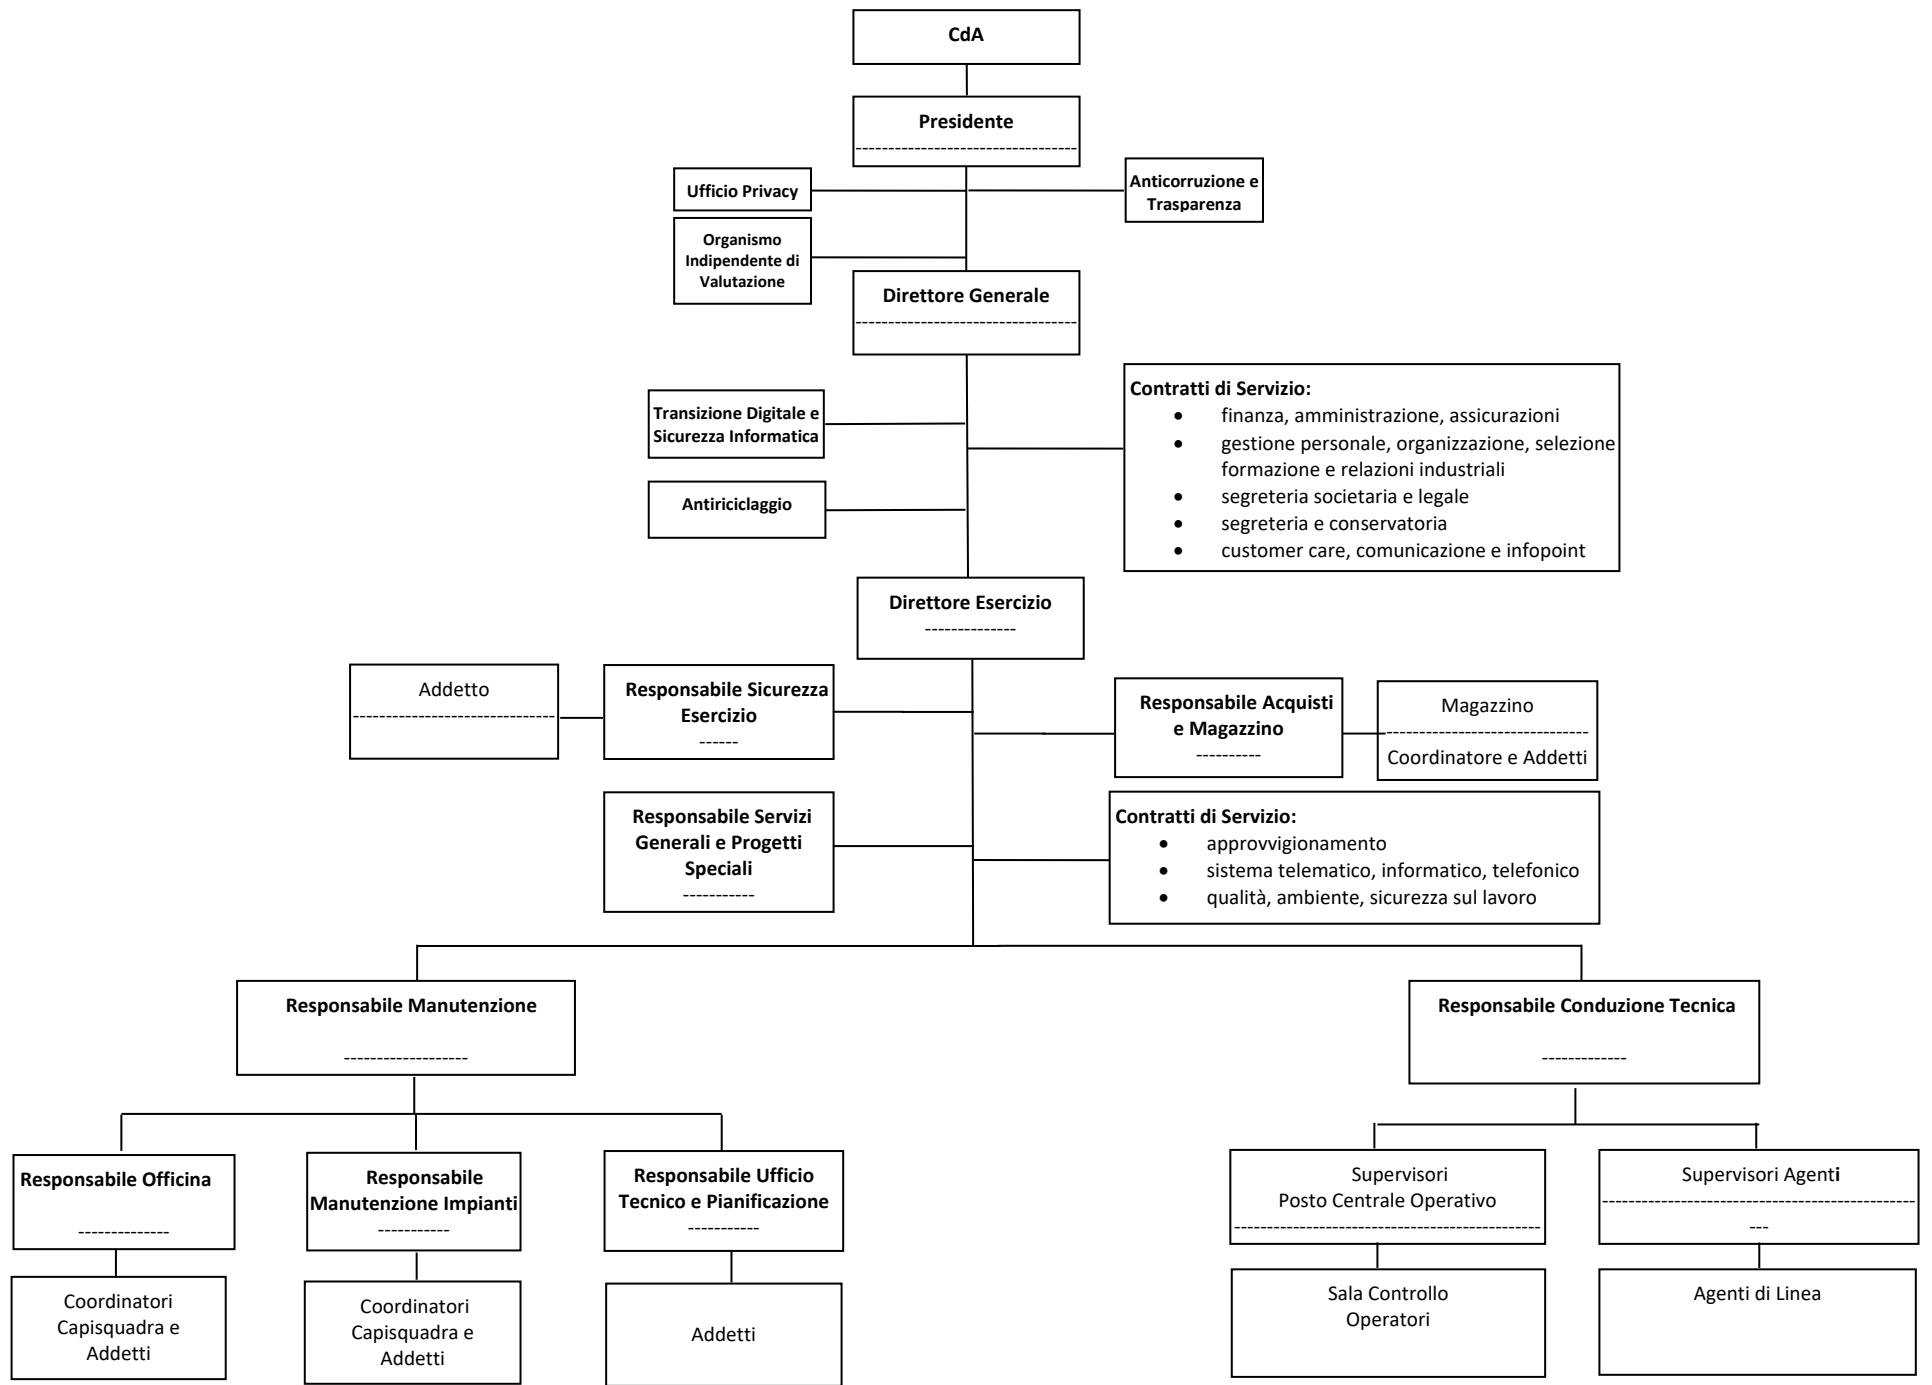 CdA
Presidente
----------------------------------
Ufficio Privacy
Anticorruzione e
Trasparenza
Organismo
Indipendente di
Valutazione
Direttore Generale
----------------------------------
Transizione Digitale e
Sicurezza Informatica
Antiriciclaggio
Contratti di Servizio:
• finanza, amministrazione, assicurazioni
• gestione personale, organizzazione, selezione
formazione e relazioni industriali
• segreteria societaria e legale
• segreteria e conservatoria
• customer care, comunicazione e infopoint
Direttore Esercizio
--------------
Addetto
-------------------------------
Responsabile Sicurezza
Esercizio
------
Responsabile Acquisti
e Magazzino
----------
Magazzino
-------------------------------
Coordinatore e Addetti
Responsabile Servizi
Generali e Progetti
Speciali
-----------
Contratti di Servizio:
• approvvigionamento
• sistema telematico, informatico, telefonico
• qualità, ambiente, sicurezza sul lavoro
Responsabile Manutenzione
-------------------
Responsabile Conduzione Tecnica
-------------
Responsabile Officina
--------------
Responsabile
Manutenzione Impianti
-----------
Responsabile Ufficio
Tecnico e Pianificazione
-----------
Supervisori
Posto Centrale Operativo
-----------------------------------------------
Supervisori Agenti
------------------------------------------------
---
Coordinatori
Capisquadra e
Addetti
Coordinatori
Capisquadra e
Addetti
Addetti
Sala Controllo
Operatori
Agenti di Linea